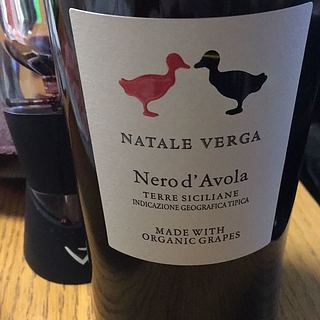 NATALE VERGA
Nero d'Avola
TERRE SICILIANE
INDICAZIONE GEOGRAFICA TIPICA
MADE WITH
ORGANIC GRAPES